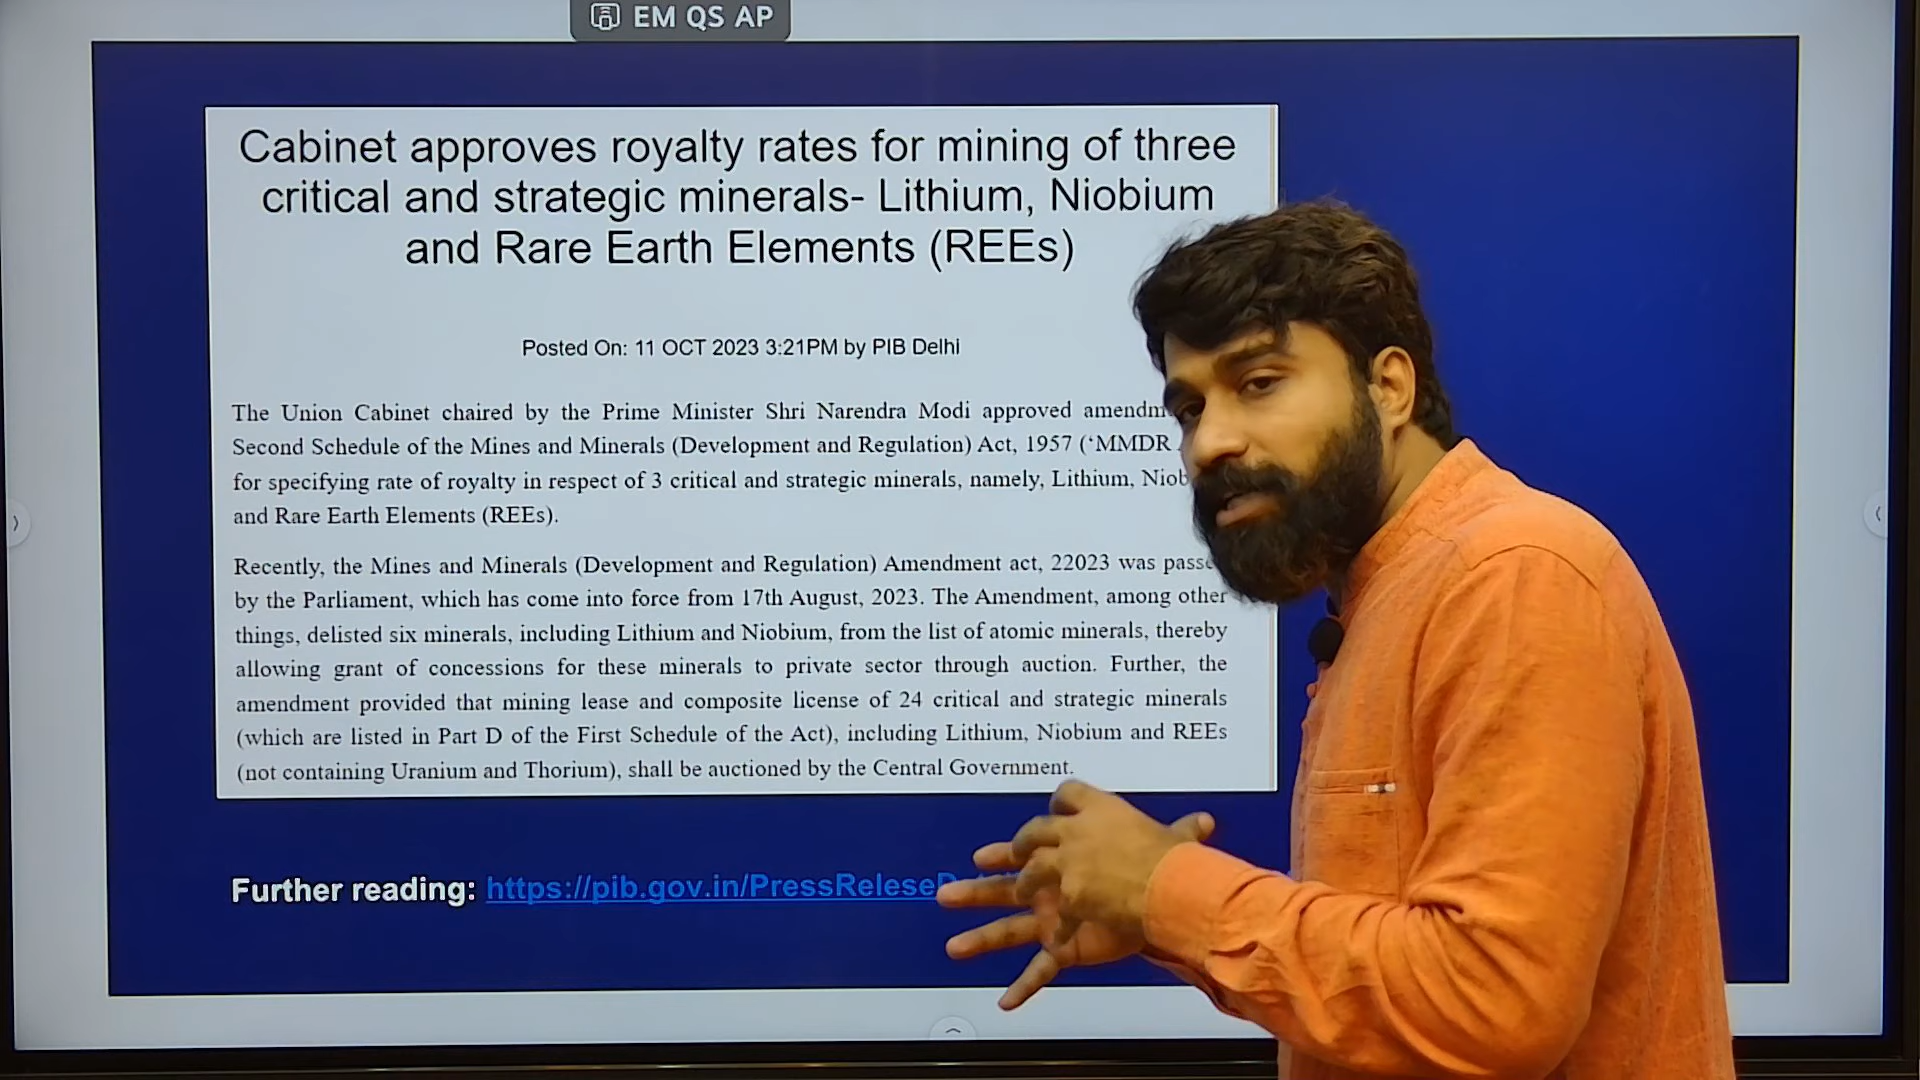 EM QS AP
Cabinet approves royalty rates for mining of three
critical and strategic minerals- Lithium, Niobium
and Rare Earth Elements (REEs)
Posted On: 11 OCT 2023 3:21PM by PIB Delhi
The Union Cabinet chaired by the Prime Minister Shri Narendra Modi approved
Second Schedule of the Mines and Minerals (Development and Regulation) Act, 1957 (‘MMDR
for specifying rate of royalty in respect of 3 critical and strategic minerals, namely, Lithium,
and Rare Earth Elements (REEs).
Recently, the Mines and Minerals (Development and Regulation) Amendment act, 22023 was
by the Parliament, which has come into force from 17th August, 2023. The Amendment, among other
things, delisted six minerals, including Lithium and Niobium, from the list of atomic minerals, thereby
allowing grant of concessions for these minerals to private sector through auction. Further, the
amendment provided that mining lease and composite license of 24 critical and strategic minerals
(which are listed in Part D of the First Schedule of the Act), including Lithium, Niobium and REEs
(not containing Uranium and Thorium), shall be auctioned by the Central Government.
Further reading: https://pib.gov.in/PressRelese